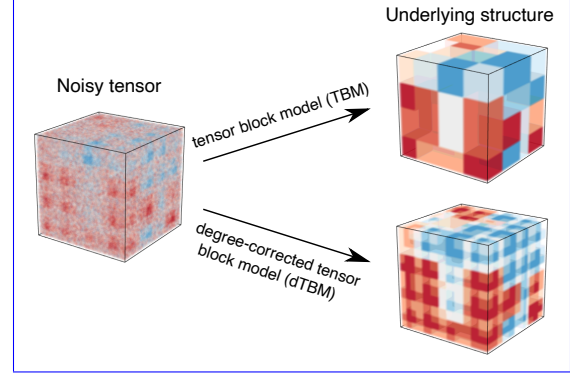 Underlying structure
Noisy tensor
tensor block model (TBM)
degree-corrected tensor
block model (dTBM)